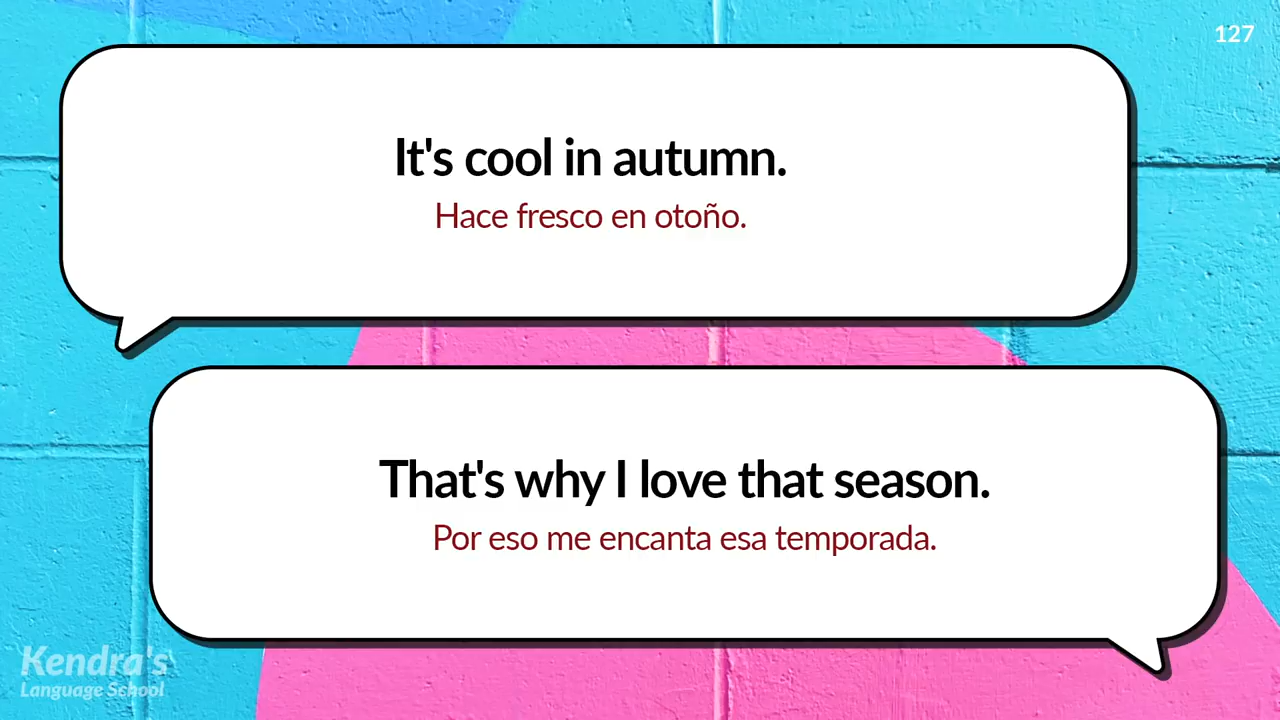 127
It's cool in autumn.
Hace fresco en otoño.
That's why I love that season.
Por eso me encanta esa temporada.
Kendra's
Language School